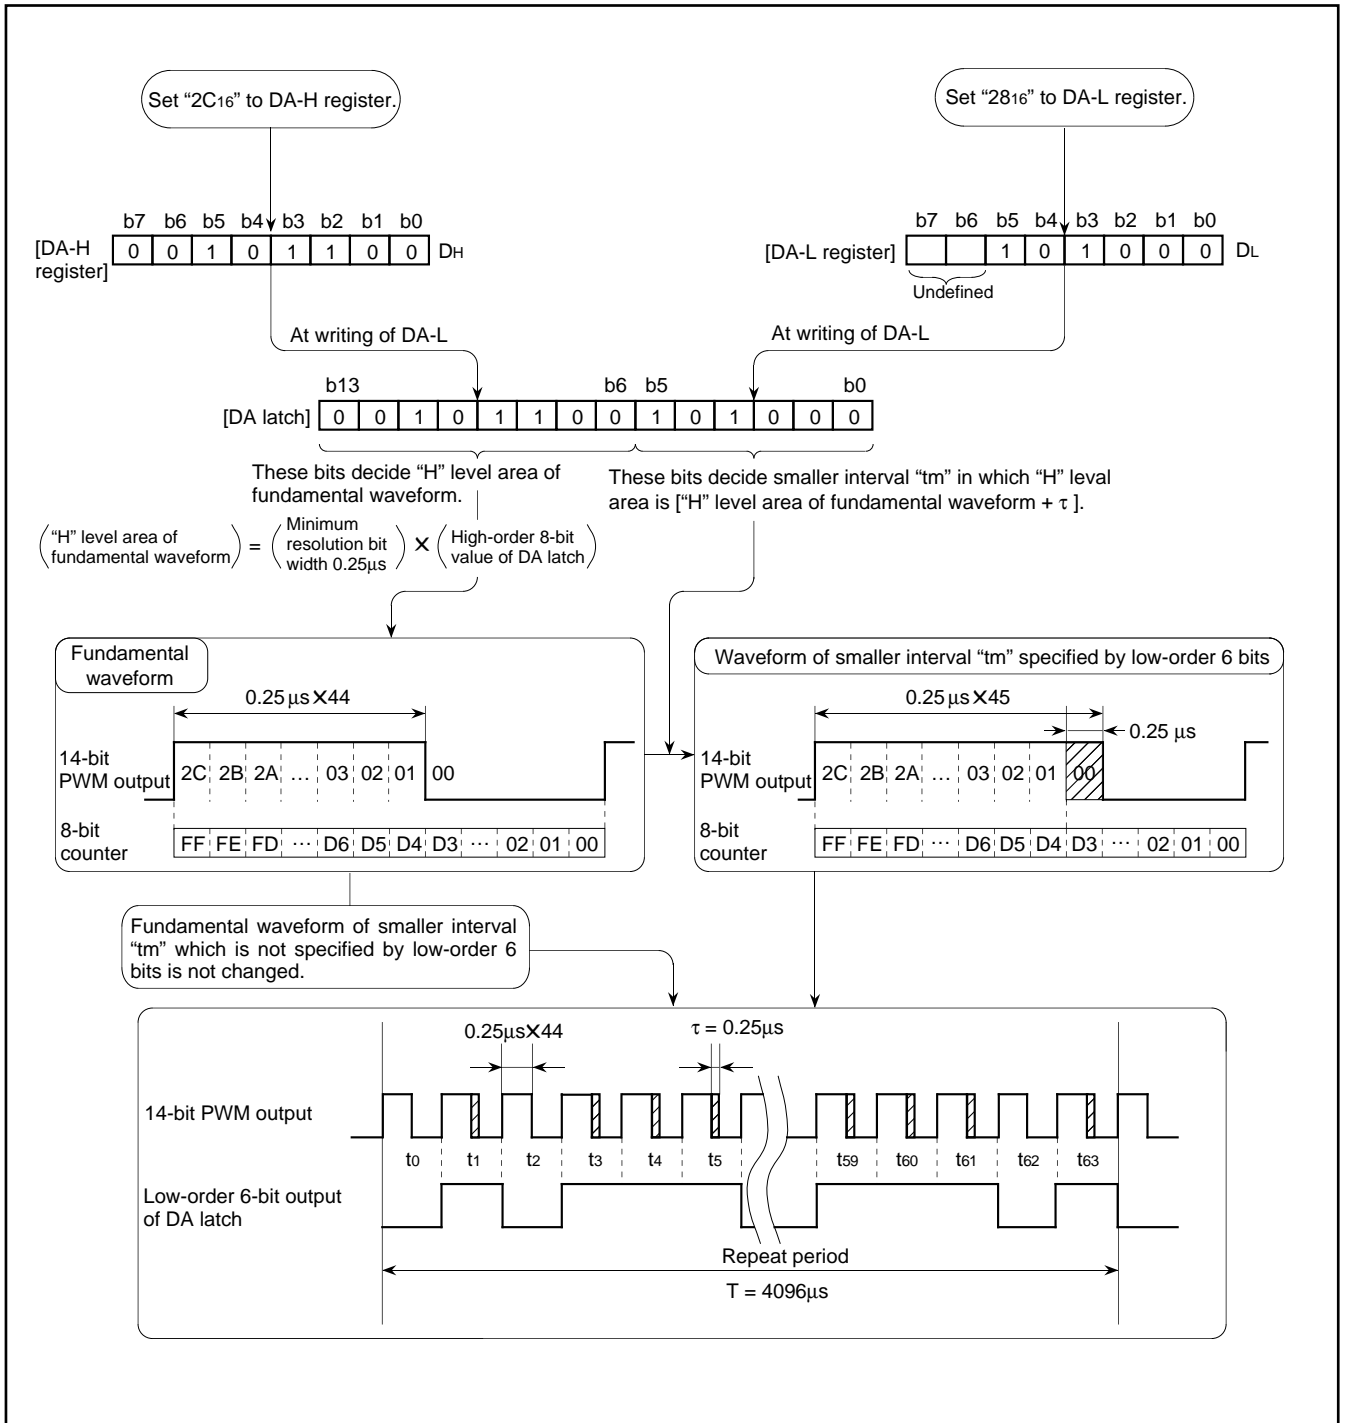 Set “2C16” to DA-H register.
Set “2816” to DA-L register.
b7 b6 b5 b4 b3 b2 b1 b0
[DA-H register] 0 0 1 0 1 1 0 0 DH
b7 b6 b5 b4 b3 b2 b1 b0
[DA-L register] 1 0 1 0 0 0 DL
Undefined
At writing of DA-L
At writing of DA-L
b13 b6 b5 b0
[DA latch] 0 0 1 0 1 1 0 0 1 0 1 0 0 0
These bits decide “H” level area of
fundamental waveform.
These bits decide smaller interval “tm” in which “H” leval
area is [“H” level area of fundamental waveform + τ ].
(“H” level area of
fundamental waveform) =
(Minimum
resolution bit
width 0.25μs) ×
(High-order 8-bit
value of DA latch)
Fundamental
waveform
0.25μs×44
14-bit
PWM output
2C 2B 2A … 03 02 01 00
8-bit
counter
FF FE FD … D6 D5 D4 D3 … 02 01 00
Waveform of smaller interval “tm” specified by low-order 6 bits
0.25μs×45
0.25 μs
14-bit
PWM output
2C 2B 2A … 03 02 01 00
8-bit
counter
FF FE FD … D6 D5 D4 D3 … 02 01 00
Fundamental waveform of smaller interval
“tm” which is not specified by low-order 6
bits is not changed.
0.25μs×44
τ = 0.25μs
14-bit PWM output
t0 t1 t2 t3 t4 t5 t59 t60 t61 t62 t63
Low-order 6-bit output
of DA latch
Repeat period
T = 4096μs